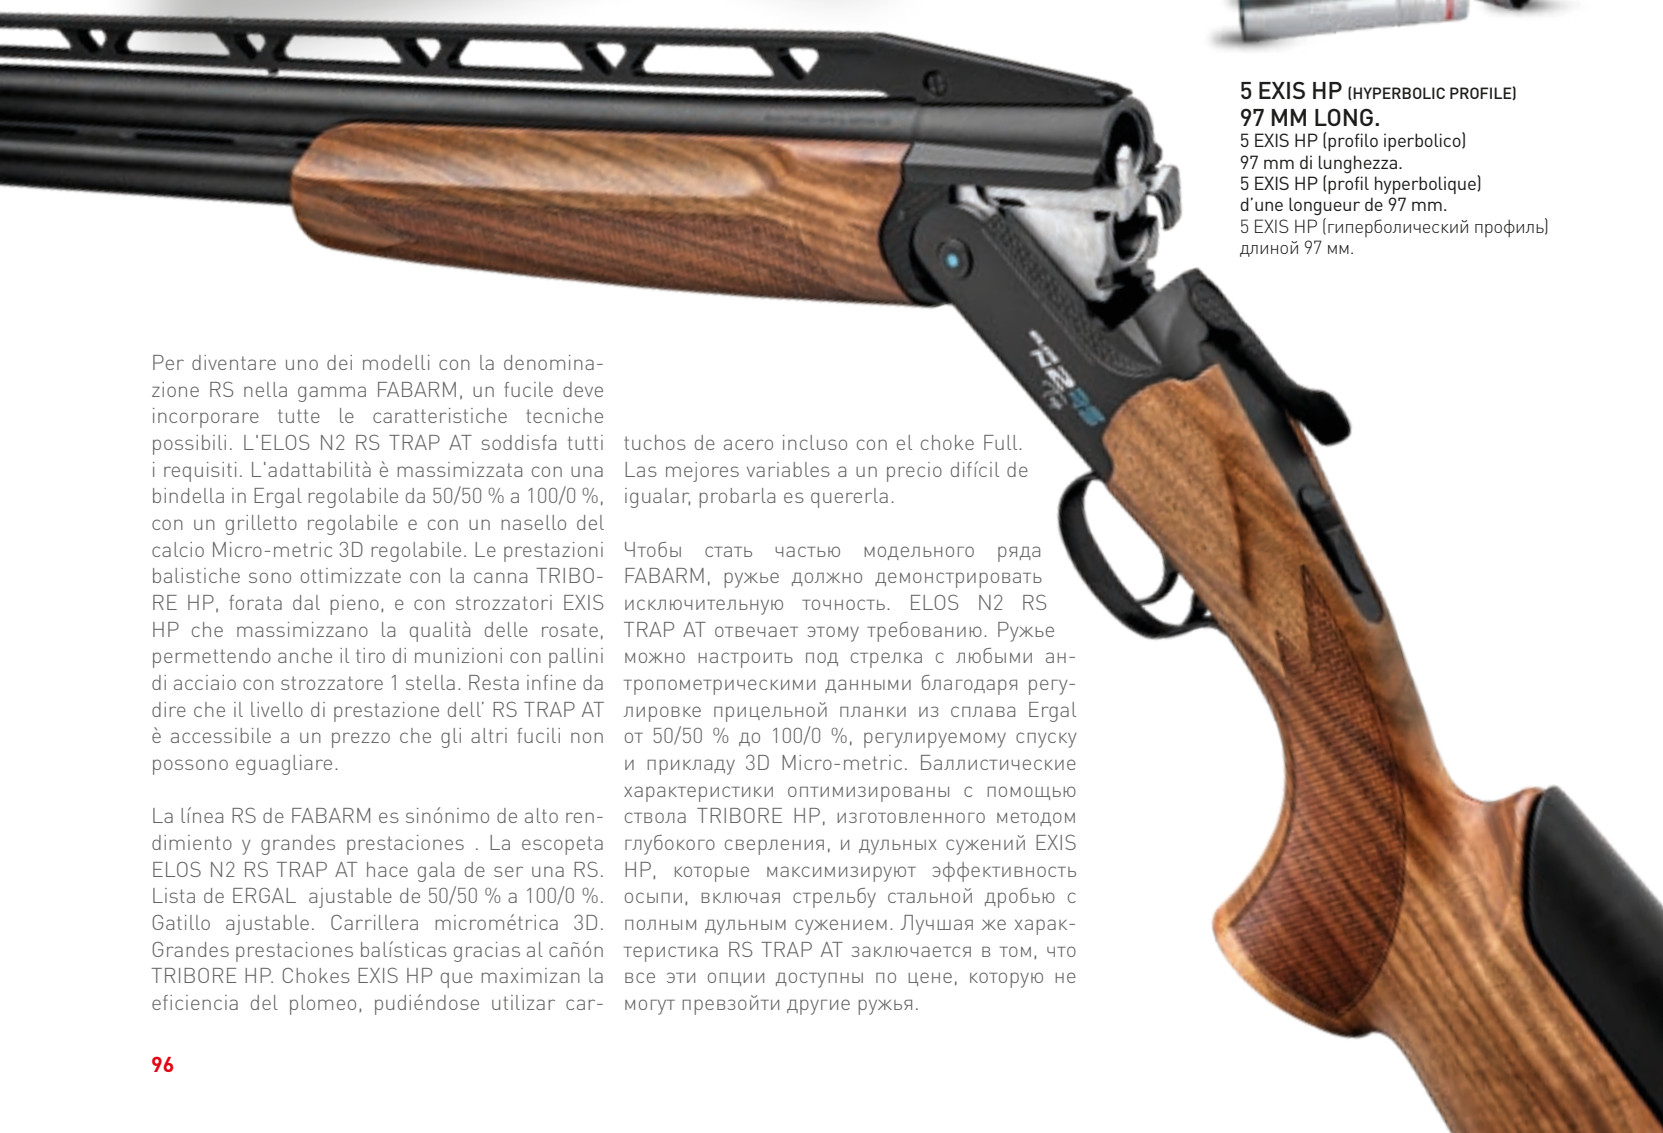 5 EXIS HP (HYPERBOLIC PROFILE)
97 MM LONG.
5 EXIS HP (profilo iperbolico)
97 mm di lunghezza.
5 EXIS HP (profil hyperbolique)
d’une longueur de 97 mm.
5 EXIS HP (гиперболический профиль)
длиной 97 мм.
N2RS
Trap
Per diventare uno dei modelli con la denomina-
zione RS nella gamma FABARM, un fucile deve
incorporare tutte le caratteristiche tecniche
possibili. L'ELOS N2 RS TRAP AT soddisfa tutti
i requisiti. L'adattabilità è massimizzata con una
bindella in Ergal regolabile da 50/50 % a 100/0 %,
con un grilletto regolabile e con un nasello del
calcio Micro-metric 3D regolabile. Le prestazioni
balistiche sono ottimizzate con la canna TRIBO-
RE HP, forata dal pieno, e con strozzatori EXIS
HP che massimizzano la qualità delle rosate,
permettendo anche il tiro di munizioni con pallini
di acciaio con strozzatore 1 stella. Resta infine da
dire che il livello di prestazione dell’ RS TRAP AT
è accessibile a un prezzo che gli altri fucili non
possono eguagliare.
La línea RS de FABARM es sinónimo de alto ren-
dimiento y grandes prestaciones . La escopeta
ELOS N2 RS TRAP AT hace gala de ser una RS.
Lista de ERGAL  ajustable de 50/50 % a 100/0 %.
Gatillo ajustable. Carrillera micrométrica 3D.
Grandes prestaciones balísticas gracias al cañón
TRIBORE HP. Chokes EXIS HP que maximizan la
eficiencia del plomeo, pudiéndose utilizar car-
tuchos de acero incluso con el choke Full.
Las mejores variables a un precio difícil de
igualar, probarla es quererla.
Чтобы стать частью модельного ряда
FABARM, ружье должно демонстрировать
исключительную точность. ELOS N2 RS
TRAP AT отвечает этому требованию. Ружье
можно настроить под стрелка с любыми ан-
тропометрическими данными благодаря регу-
лировке прицельной планки из сплава Ergal
от 50/50 % до 100/0 %, регулируемому спуску
и прикладу 3D Micro-metric. Баллистические
характеристики оптимизированы с помощью
ствола TRIBORE HP, изготовленного методом
глубокого сверления, и дульных сужений EXIS
HP, которые максимизируют эффективность
осыпи, включая стрельбу стальной дробью с
полным дульным сужением. Лучшая же харак-
теристика RS TRAP AT заключается в том, что
все эти опции доступны по цене, которую не
могут превзойти другие ружья.
96